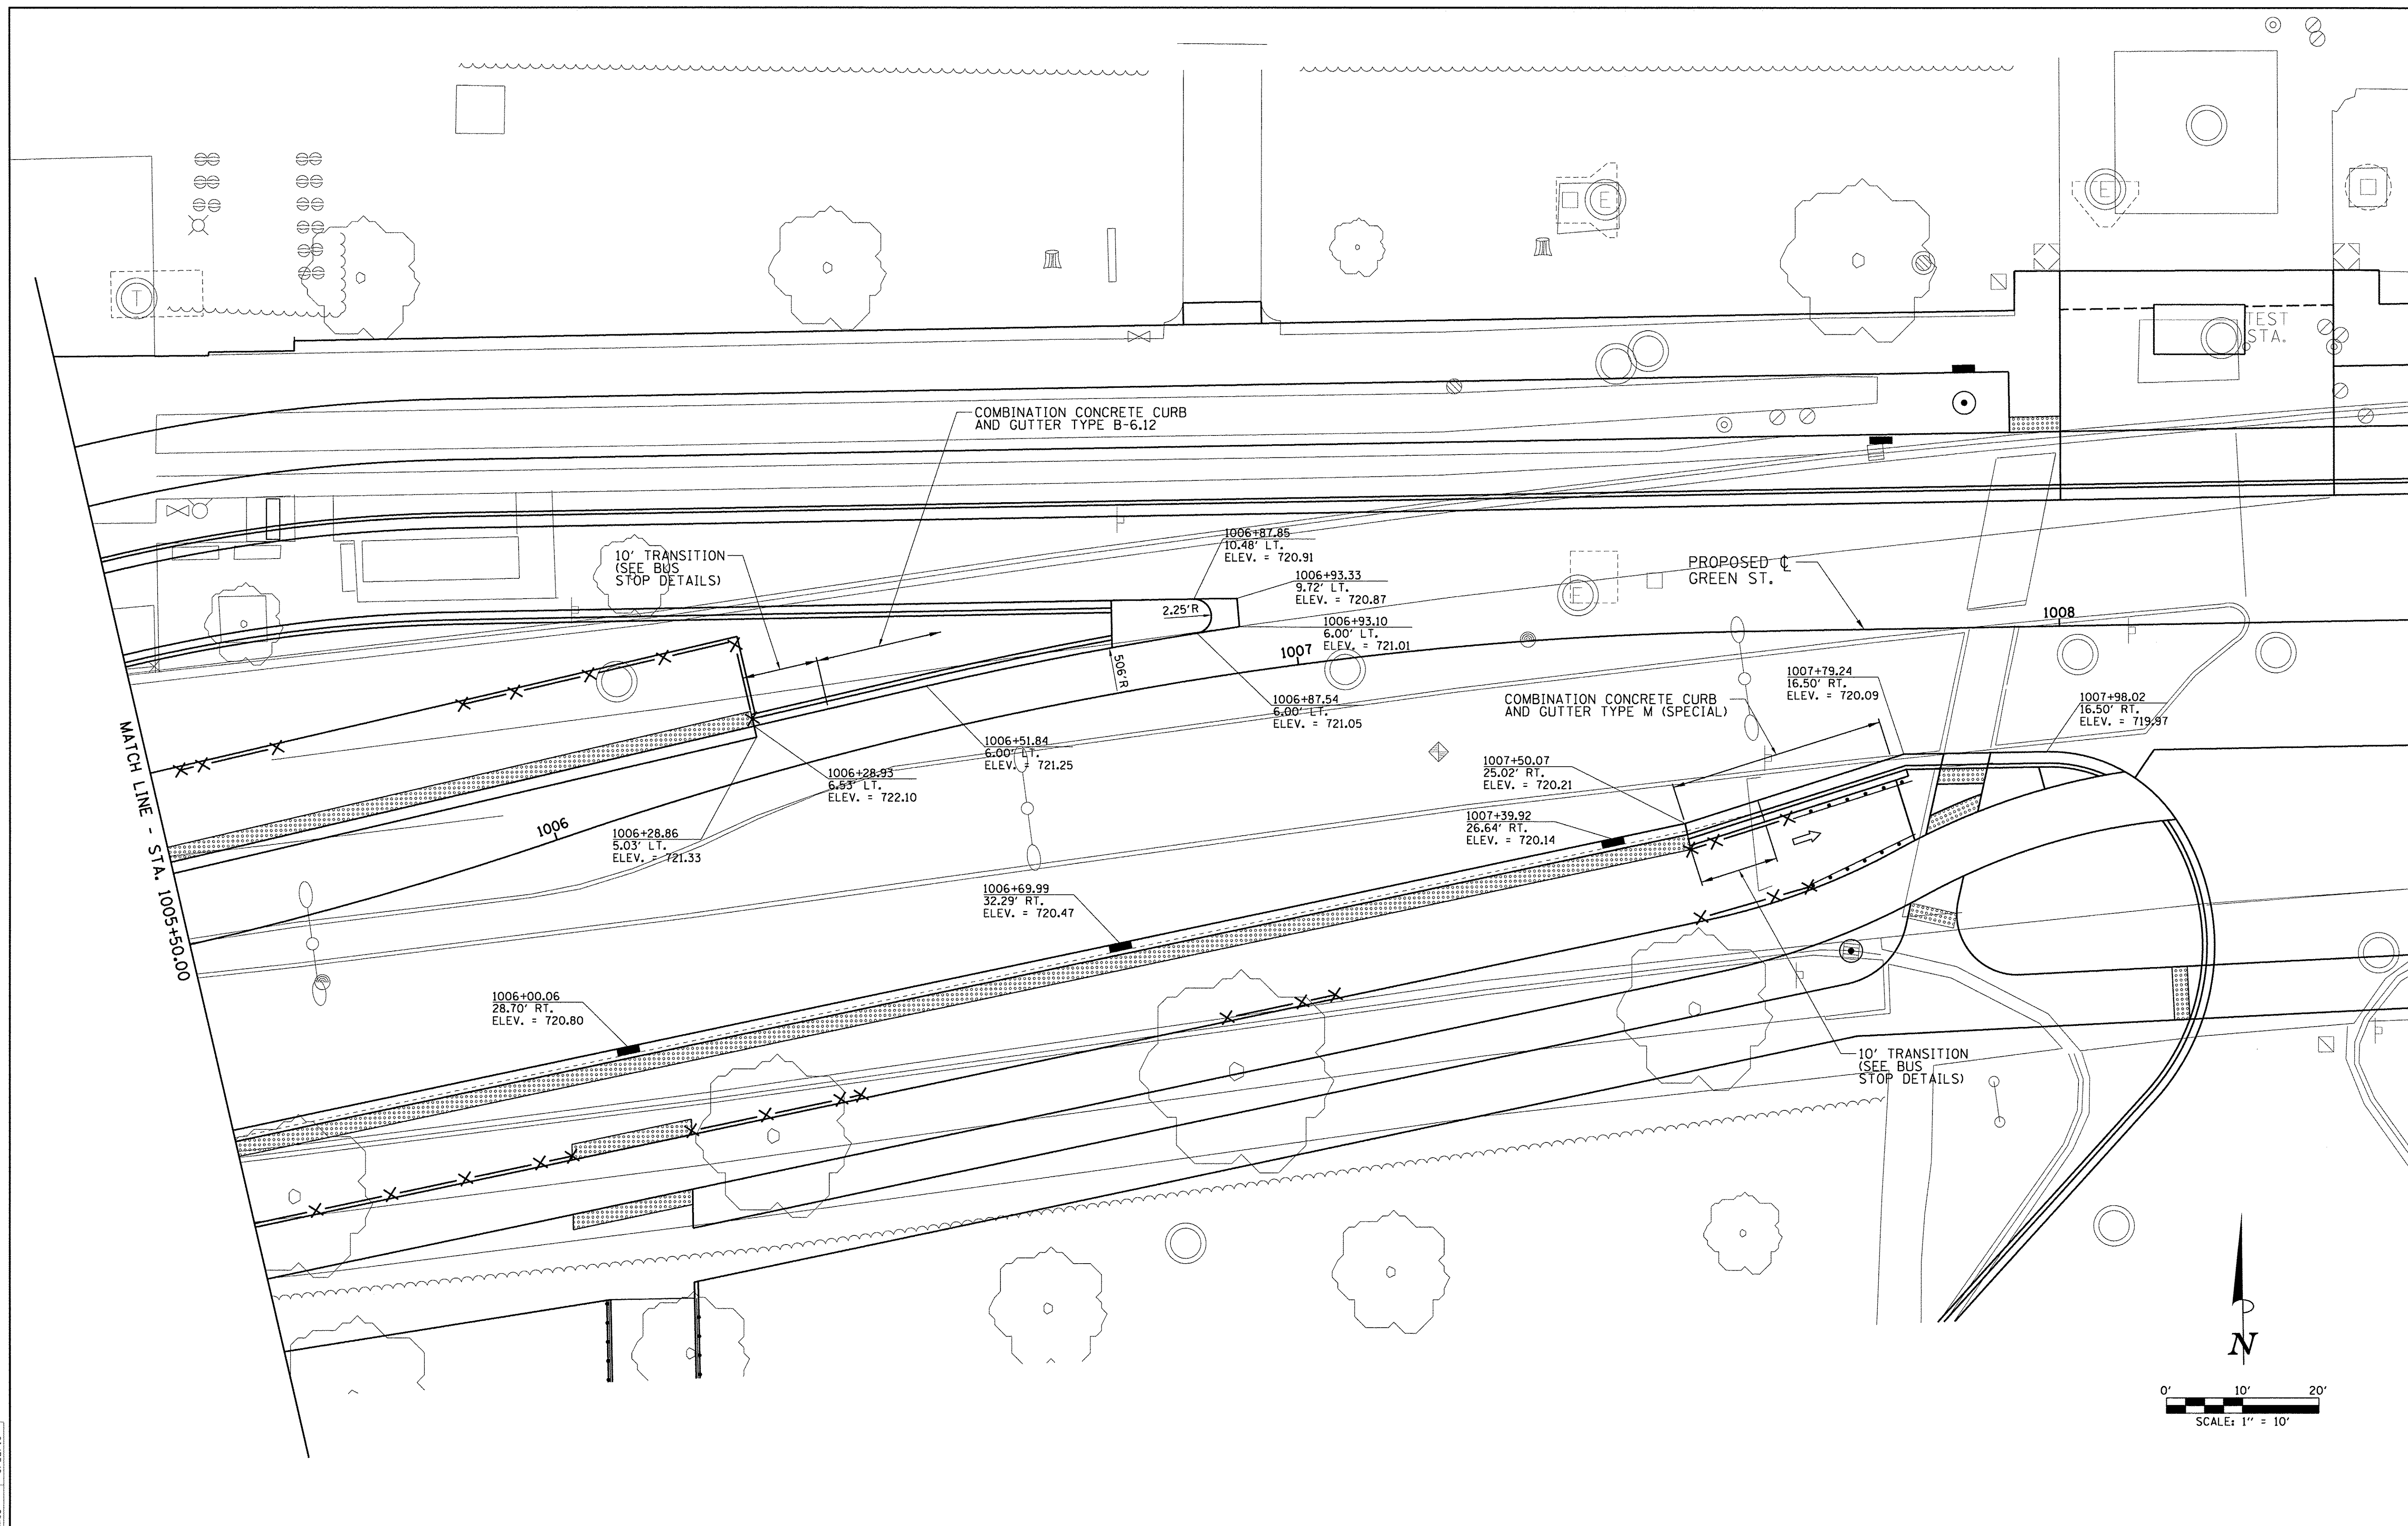 T
E
E
TEST
STA.
COMBINATION CONCRETE CURB
AND GUTTER TYPE B-6.12
10' TRANSITION
(SEE BUS
STOP DETAILS)
1006+87.85
10.48' LT.
ELEV. = 720.91
1006+93.33
9.72' LT.
ELEV. = 720.87
2.25'R
1006+93.10
6.00' LT.
ELEV. = 721.01
506'R
E
PROPOSED ℄
GREEN ST.
1008
1007
1006+87.54
6.00' LT.
ELEV. = 721.05
COMBINATION CONCRETE CURB
AND GUTTER TYPE M (SPECIAL)
1007+79.24
16.50' RT.
ELEV. = 720.09
1007+98.02
16.50' RT.
ELEV. = 719.97
MATCH LINE - STA. 1005+50.00
1006+51.84
6.00' LT.
ELEV. = 721.25
1006+28.93
6.53' LT.
ELEV. = 722.10
1007+50.07
25.02' RT.
ELEV. = 720.21
1006
1006+28.86
5.03' LT.
ELEV. = 721.33
1007+39.92
26.64' RT.
ELEV. = 720.14
1006+69.99
32.29' RT.
ELEV. = 720.47
1006+00.06
28.70' RT.
ELEV. = 720.80
10' TRANSITION
(SEE BUS
STOP DETAILS)
N
0' 10' 20'
SCALE: 1'' = 10'